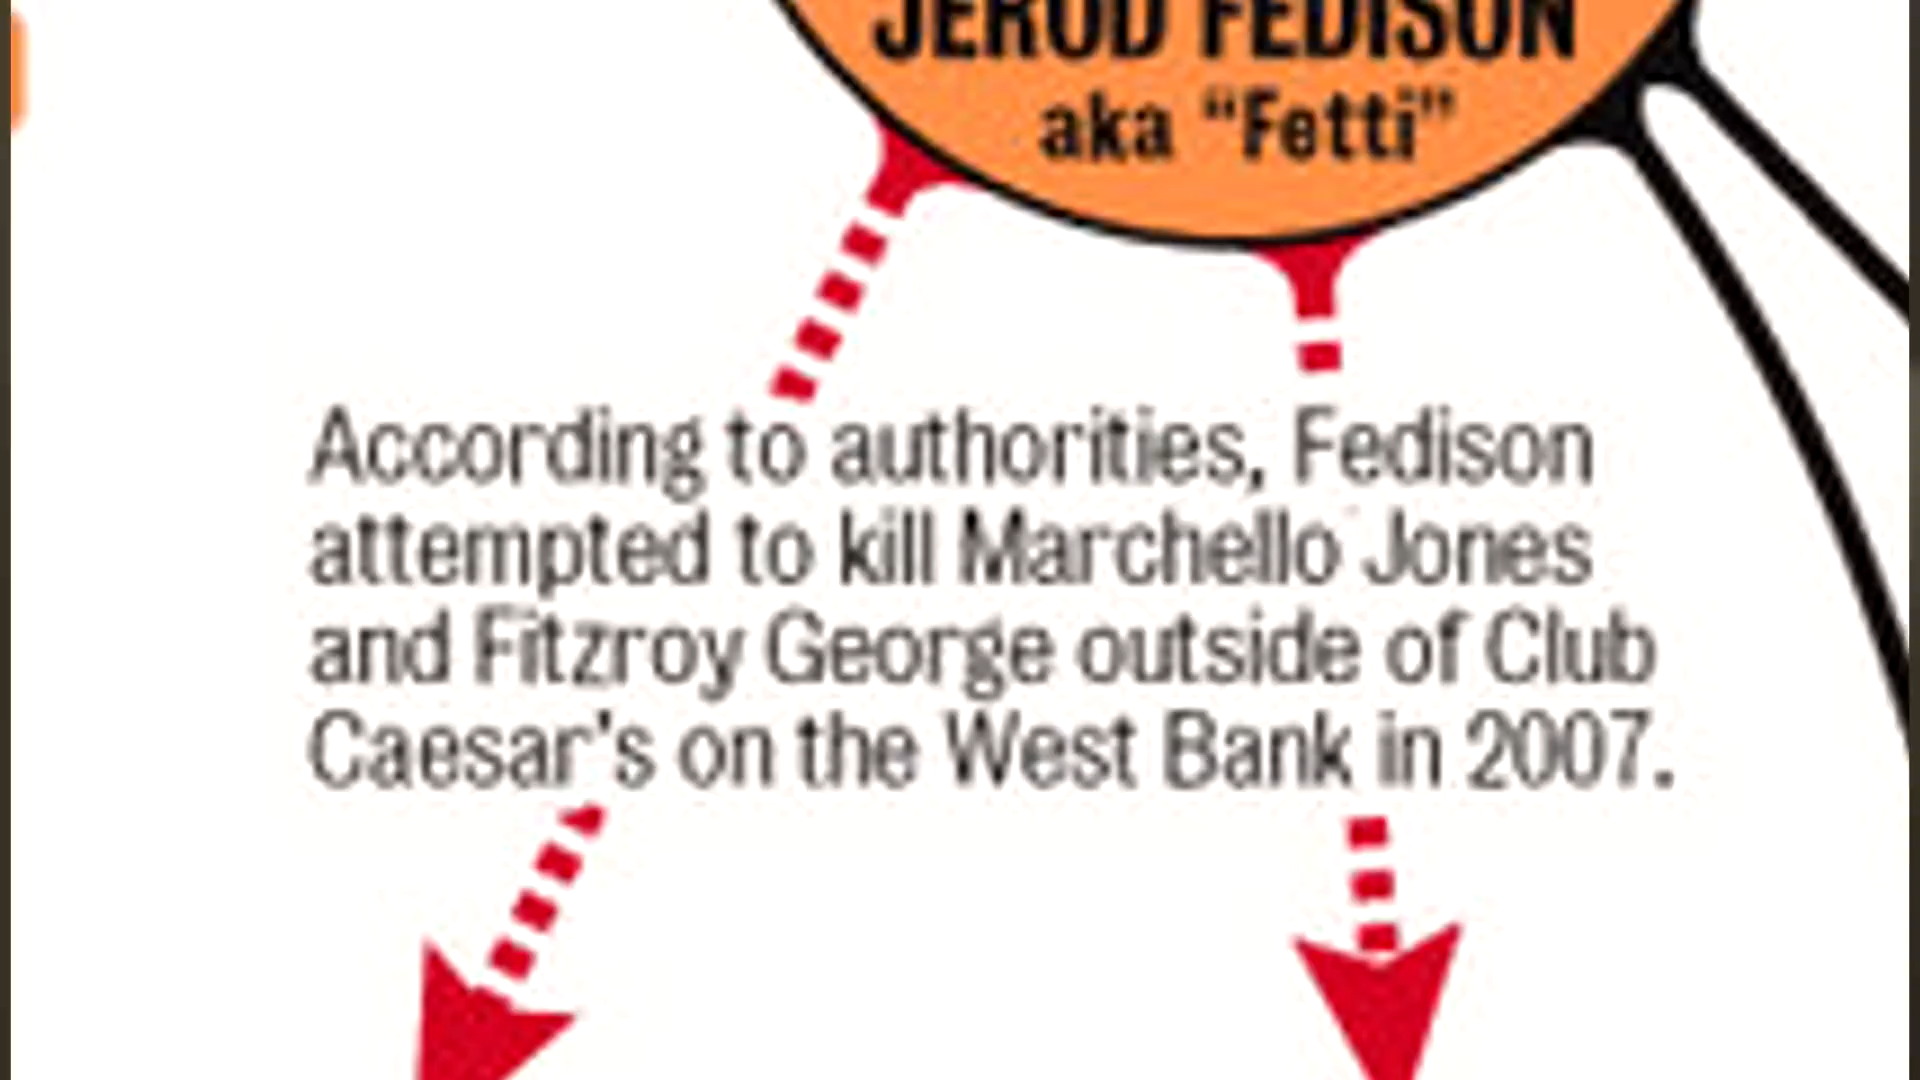 JEROD FEDISON
aka “Fetti”
According to authorities, Fedison
attempted to kill Marchello Jones
and Fitzroy George outside of Club
Caesar's on the West Bank in 2007.